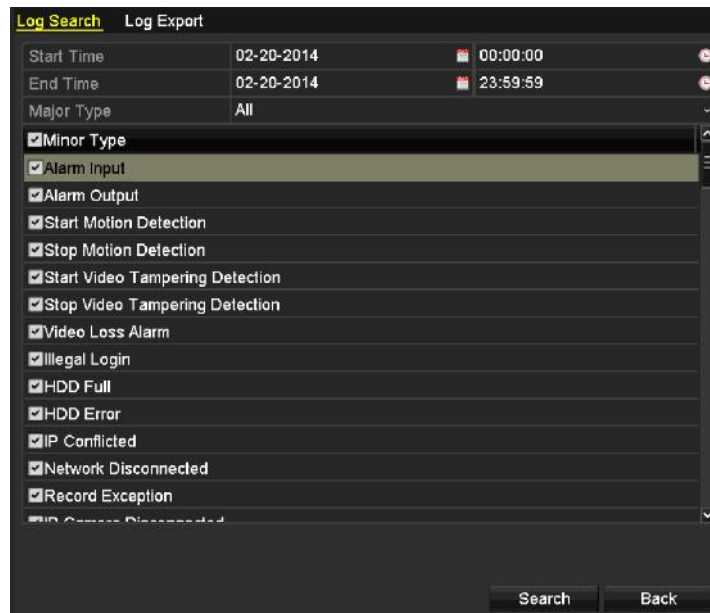 Log Search Log Export
Start Time 02-20-2014 00:00:00
End Time 02-20-2014 23:59:59
Major Type All
Minor Type
Alarm Input
Alarm Output
Start Motion Detection
Stop Motion Detection
Start Video Tampering Detection
Stop Video Tampering Detection
Video Loss Alarm
Illegal Login
HDD Full
HDD Error
IP Conflicted
Network Disconnected
Record Exception
IP Camera Disconnected
Search Back